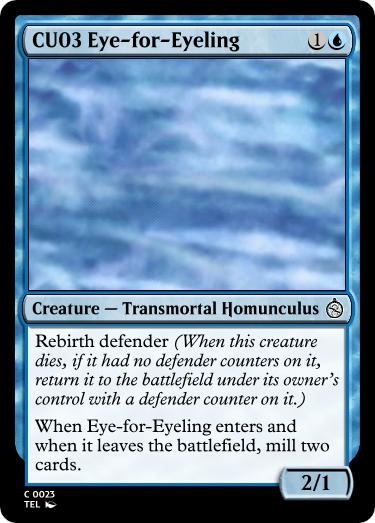 CU03 Eye-for-Eyeling 1
Creature — Transmortal Homunculus
Rebirth defender (When this creature
dies, if it had no defender counters on it,
return it to the battlefield under its owner's
control with a defender counter on it.)
When Eye-for-Eyeling enters and
when it leaves the battlefield, mill two
cards.
2/1
C 0023
TEL